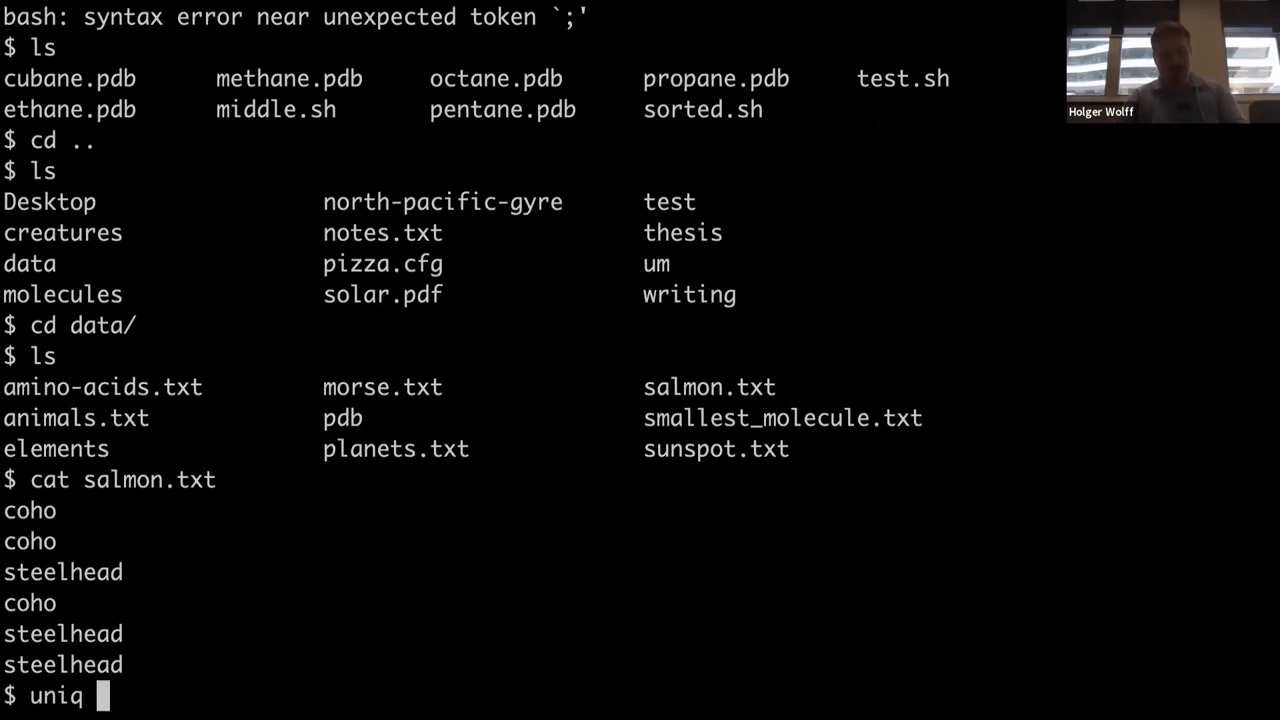 bash: syntax error near unexpected token `;'
$ ls
cubane.pdb methane.pdb octane.pdb propane.pdb test.sh
ethane.pdb middle.sh pentane.pdb sorted.sh
$ cd ..
$ ls
Desktop north-pacific-gyre test
creatures notes.txt thesis
data pizza.cfg um
molecules solar.pdf writing
$ cd data/
$ ls
amino-acids.txt morse.txt salmon.txt
animals.txt pdb smallest_molecule.txt
elements planets.txt sunspot.txt
$ cat salmon.txt
coho
coho
steelhead
coho
steelhead
steelhead
$ uniq
Holger Wolff